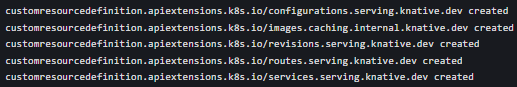 customresourcedefinition.apiextensions.k8s.io/configurations.serving.knative.dev created
customresourcedefinition.apiextensions.k8s.io/images.caching.internal.knative.dev created
customresourcedefinition.apiextensions.k8s.io/revisions.serving.knative.dev created
customresourcedefinition.apiextensions.k8s.io/routes.serving.knative.dev created
customresourcedefinition.apiextensions.k8s.io/services.serving.knative.dev created